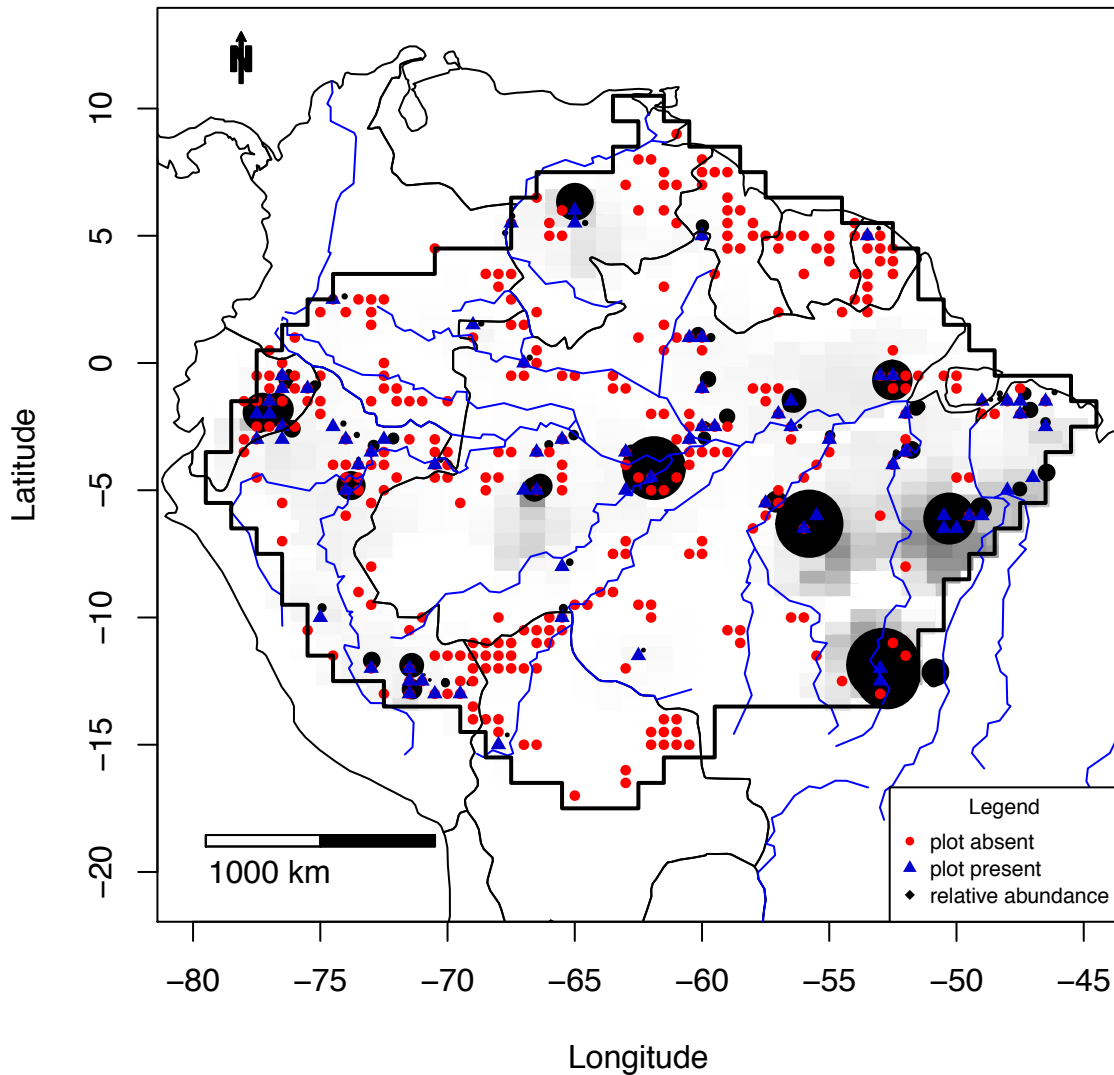 N
10
5
0
−5
−10
−15
−20
Latitude
1000 km
Legend
plot absent
plot present
relative abundance
−80 −75 −70 −65 −60 −55 −50 −45
Longitude